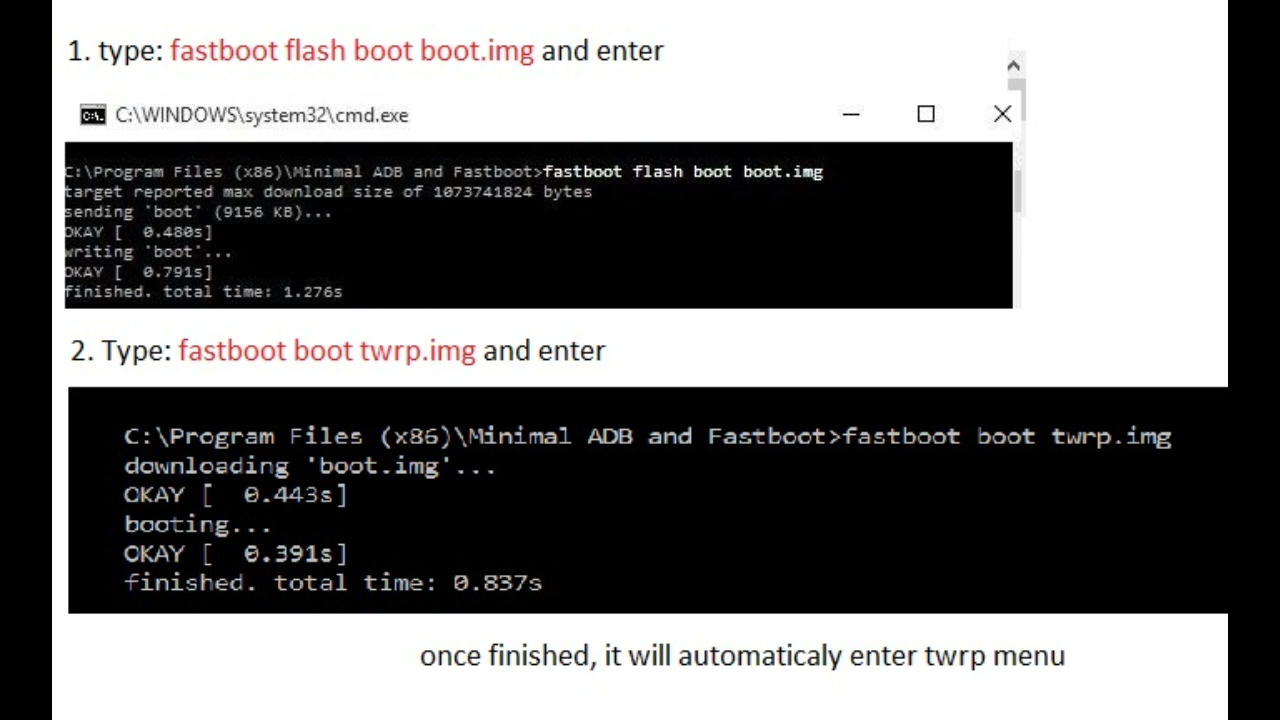 1. type: fastboot flash boot boot.img and enter
C:\WINDOWS\system32\cmd.exe
C:\Program Files (x86)\Minimal ADB and Fastboot>fastboot flash boot boot.img
target reported max download size of 1073741824 bytes
sending 'boot' (9156 KB)...
OKAY [  0.480s]
writing 'boot'...
OKAY [  0.791s]
finished. total time: 1.276s
2. Type: fastboot boot twrp.img and enter
C:\Program Files (x86)\Minimal ADB and Fastboot>fastboot boot twrp.img
downloading 'boot.img'...
OKAY [  0.443s]
booting...
OKAY [  0.391s]
finished. total time: 0.837s
once finished, it will automaticaly enter twrp menu